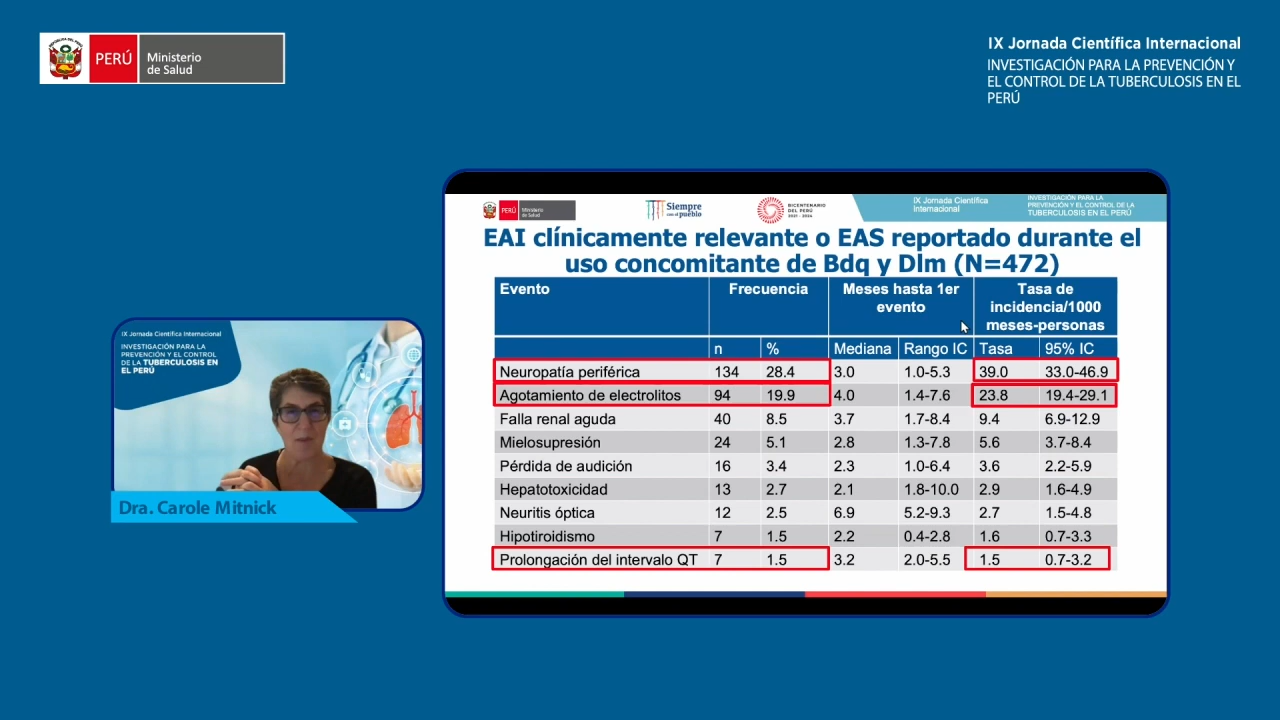 PERÚ
Ministerio
de Salud
IX Jornada Científica Internacional
INVESTIGACIÓN PARA LA PREVENCIÓN Y
EL CONTROL DE LA TUBERCULOSIS EN EL
PERÚ
PERÚ
Ministerio
de Salud
Siempre
con el pueblo
BICENTENARIO
DEL PERÚ
2021 - 2024
IX Jornada Científica
Internacional
INVESTIGACIÓN PARA LA
PREVENCIÓN Y EL CONTROL DE LA
TUBERCULOSIS EN EL PERÚ
EAI clínicamente relevante o EAS reportado durante el
uso concomitante de Bdq y Dlm (N=472)
Evento Frecuencia Meses hasta 1er evento Tasa de incidencia/1000 meses-personas
n % Mediana Rango IC Tasa 95% IC
Neuropatía periférica 134 28.4 3.0 1.0-5.3 39.0 33.0-46.9
Agotamiento de electrolitos 94 19.9 4.0 1.4-7.6 23.8 19.4-29.1
Falla renal aguda 40 8.5 3.7 1.7-8.4 9.4 6.9-12.9
Mielosupresión 24 5.1 2.8 1.3-7.8 5.6 3.7-8.4
Pérdida de audición 16 3.4 2.3 1.0-6.4 3.6 2.2-5.9
Hepatotoxicidad 13 2.7 2.1 1.8-10.0 2.9 1.6-4.9
Neuritis óptica 12 2.5 6.9 5.2-9.3 2.7 1.5-4.8
Hipotiroidismo 7 1.5 2.2 0.4-2.8 1.6 0.7-3.3
Prolongación del intervalo QT 7 1.5 3.2 2.0-5.5 1.5 0.7-3.2
IX Jornada Científica Internacional
INVESTIGACIÓN PARA LA
PREVENCIÓN Y EL CONTROL
DE LA TUBERCULOSIS EN
EL PERÚ
Dra. Carole Mitnick